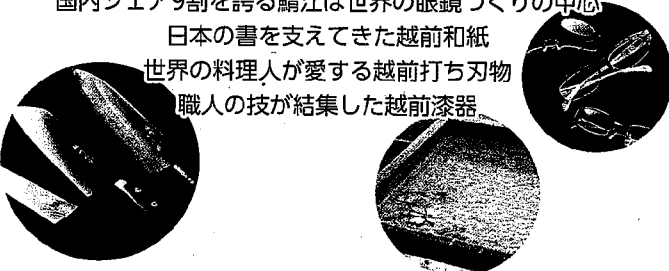 国内シェア9割を誇る鯖江は世界の眼鏡づくりの中心
日本の書を支えてきた越前和紙
世界の料理人が愛する越前打ち刃物
職人の技が結集した越前漆器